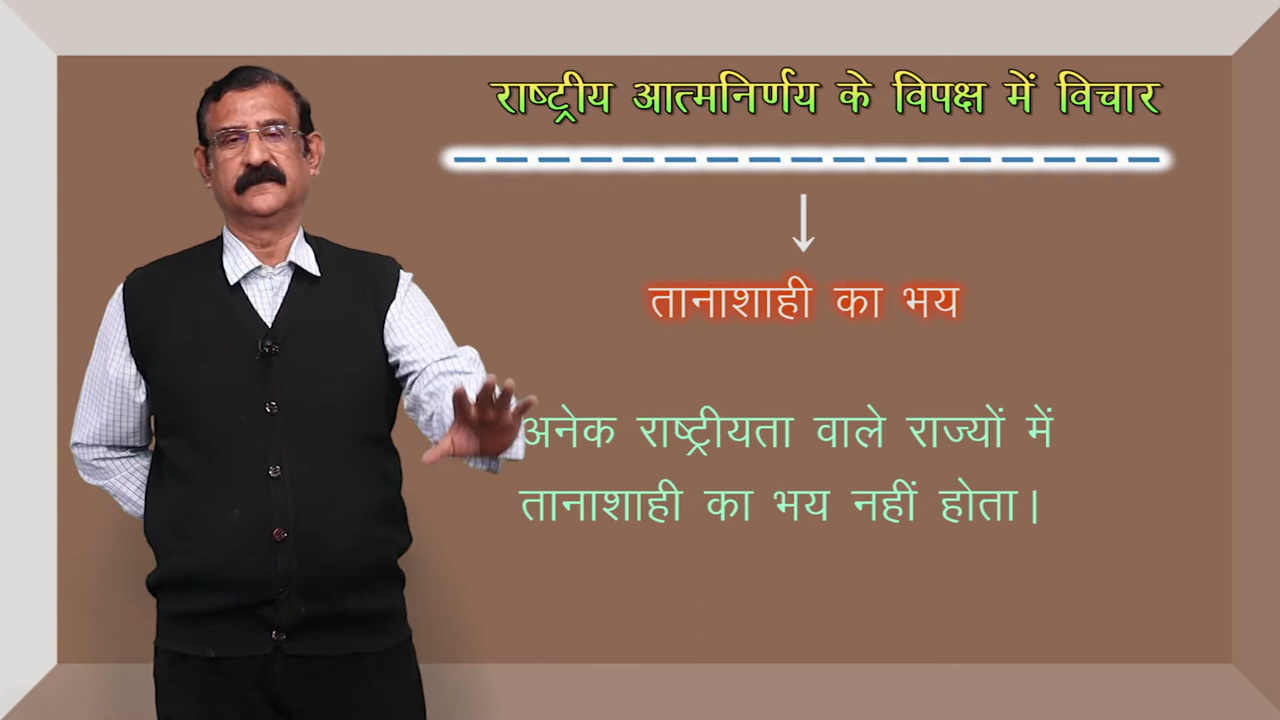 राष्ट्रीय आत्मनिर्णय के विपक्ष में विचार
तानाशाही का भय
अनेक राष्ट्रीयता वाले राज्यों में
तानाशाही का भय नहीं होता।